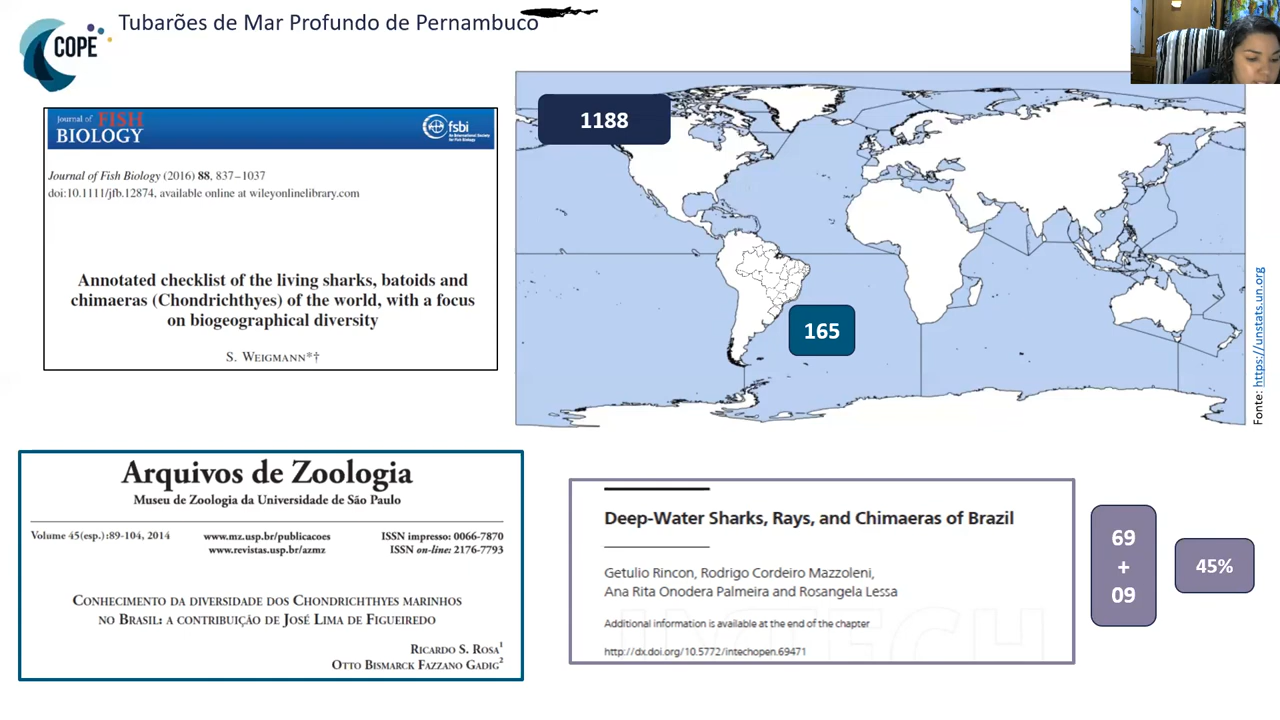 Tubarões de Mar Profundo de Pernambuco
COPE
Journal of FISH
BIOLOGY
fsbi
Journal of Fish Biology (2016) 88, 837–1037
doi:10.1111/jfb.12874, available online at wileyonlinelibrary.com
Annotated checklist of the living sharks, batoids and
chimaeras (Chondrichthyes) of the world, with a focus
on biogeographical diversity
S. WEIGMANN*†
1188
165
Fonte: https://unstats.un.org
Arquivos de Zoologia
Museu de Zoologia da Universidade de São Paulo
Volume 45(esp.):89-104, 2014
www.mz.usp.br/publicacoes
www.revistas.usp.br/azmz
ISSN impresso: 0066-7870
ISSN on-line: 2176-7793
CONHECIMENTO DA DIVERSIDADE DOS CHONDRICHTHYES MARINHOS
NO BRASIL: A CONTRIBUIÇÃO DE JOSÉ LIMA DE FIGUEIREDO
RICARDO S. ROSA¹
OTTO BISMARCK FAZZANO GADIG²
Deep-Water Sharks, Rays, and Chimaeras of Brazil
Getulio Rincon, Rodrigo Cordeiro Mazzoleni,
Ana Rita Onodera Palmeira and Rosangela Lessa
Additional information is available at the end of the chapter
http://dx.doi.org/10.5772/intechopen.69471
69
+
09
45%